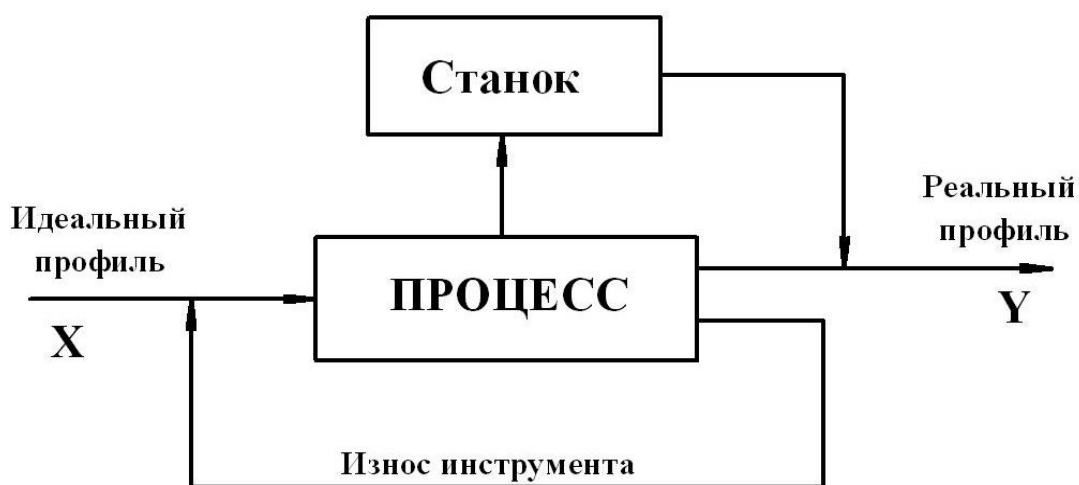 Станок
Идеальный
профиль
Реальный
профиль
ПРОЦЕСС
X
Y
Износ инструмента